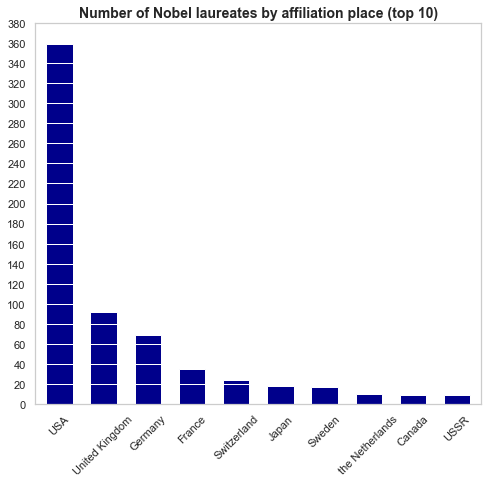 Number of Nobel laureates by affiliation place (top 10)
380
360
340
320
300
280
260
240
220
200
180
160
140
120
100
80
60
40
20
0
USA
United Kingdom
Germany
France
Switzerland
Japan
Sweden
the Netherlands
Canada
USSR